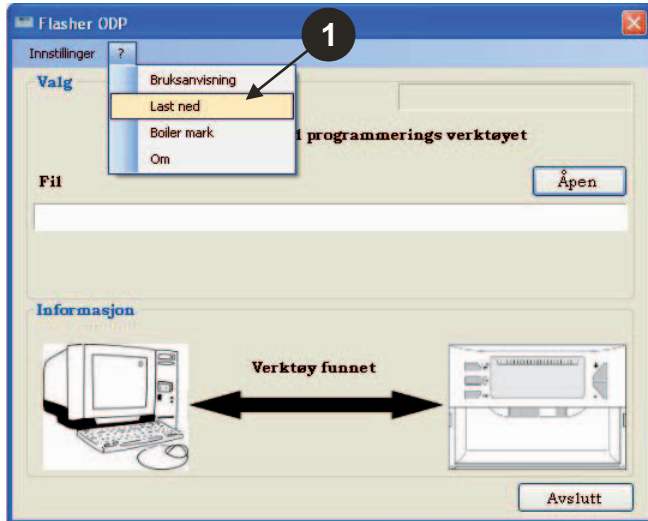 Flasher ODP
1
Innstillinger ?
Valg
Bruksanvisning
Last ned
Boiler mark
Om
programmerings verktøyet
Fil
Åpen
Informasjon
Verktøy funnet
Avslutt